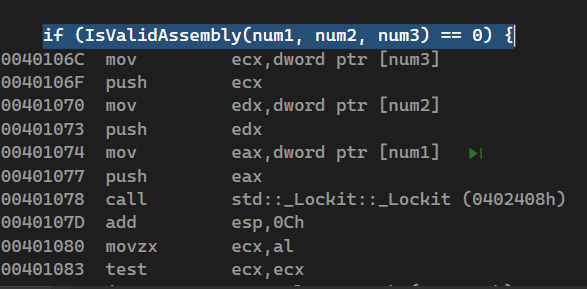 if (IsValidAssembly(num1, num2, num3) == 0) {
0040106C mov ecx,dword ptr [num3]
0040106F push ecx
00401070 mov edx,dword ptr [num2]
00401073 push edx
00401074 mov eax,dword ptr [num1]
00401077 push eax
00401078 call std::_Lockit::_Lockit (0402408h)
0040107D add esp,0Ch
00401080 movzx ecx,al
00401083 test ecx,ecx